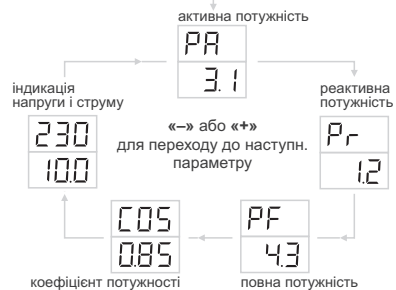 активна потужність
PA
3.1
індикація
напруги і струму
230
10.0
«–» або «+»
для переходу до наступн.
параметру
реактивна
потужність
Pr
1.2
COS
0.85
коефіцієнт потужності
PF
4.3
повна потужність